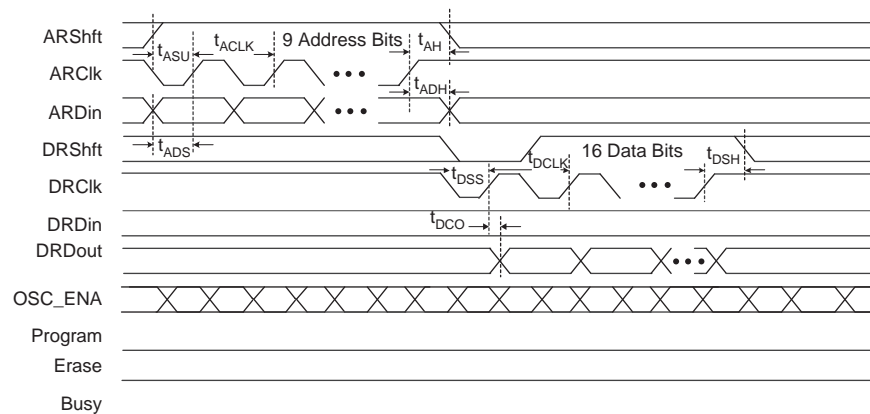 ARShft
ARClk
ARDin
DRShft
DRClk
DRDin
DRDout
OSC_ENA
Program
Erase
Busy
tASU
tACLK
9 Address Bits
tAH
tADH
tADS
16 Data Bits
tDCLK
tDSS
tDSH
tDCO